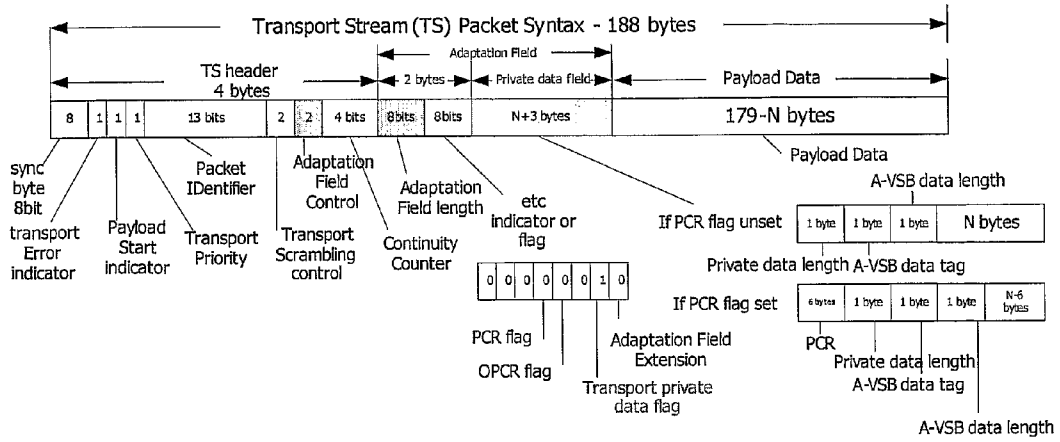 Transport Stream (TS) Packet Syntax - 188 bytes
Adaptation Field
TS header
4 bytes
2 bytes
Private data field
Payload Data
8
1
1
1
13 bits
2
2
4 bits
8bits
8bits
N+3 bytes
179-N bytes
sync
byte
8bit
transport
Error
indicator
Payload
Start
indicator
Packet
IDentifier
Transport
Priority
Adaptation
Field
Control
Transport
Scrambling
control
Continuity
Counter
Adaptation
Field length
etc
indicator or
flag
Payload Data
A-VSB data length
If PCR flag unset
1 byte
1 byte
1 byte
N bytes
Private data length
A-VSB data tag
0
0
0
0
0
0
1
0
PCR flag
OPCR flag
Adaptation Field
Extension
Transport private
data flag
If PCR flag set
6 bytes
1 byte
1 byte
1 byte
N-6
bytes
PCR
Private data length
A-VSB data tag
A-VSB data length